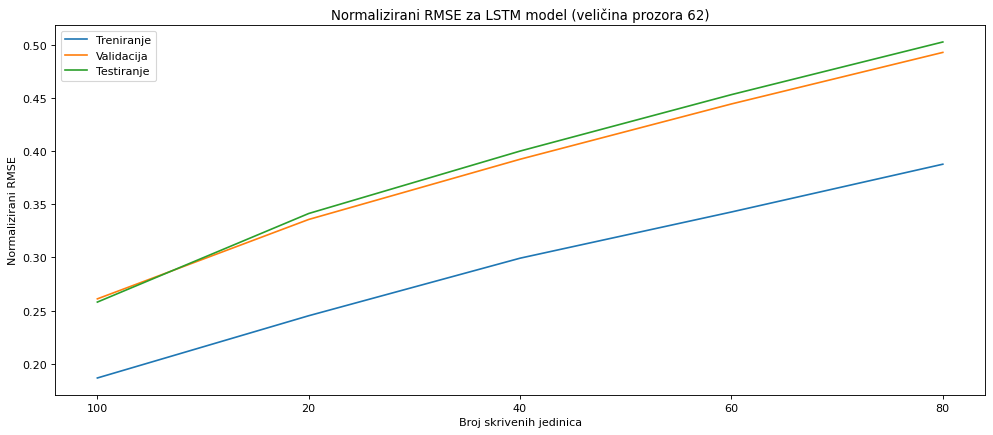 Normalizirani RMSE za LSTM model (veličina prozora 62)
Treniranje
Validacija
Testiranje
Normalizirani RMSE
0.50
0.45
0.40
0.35
0.30
0.25
0.20
100 20 40 60 80
Broj skrivenih jedinica